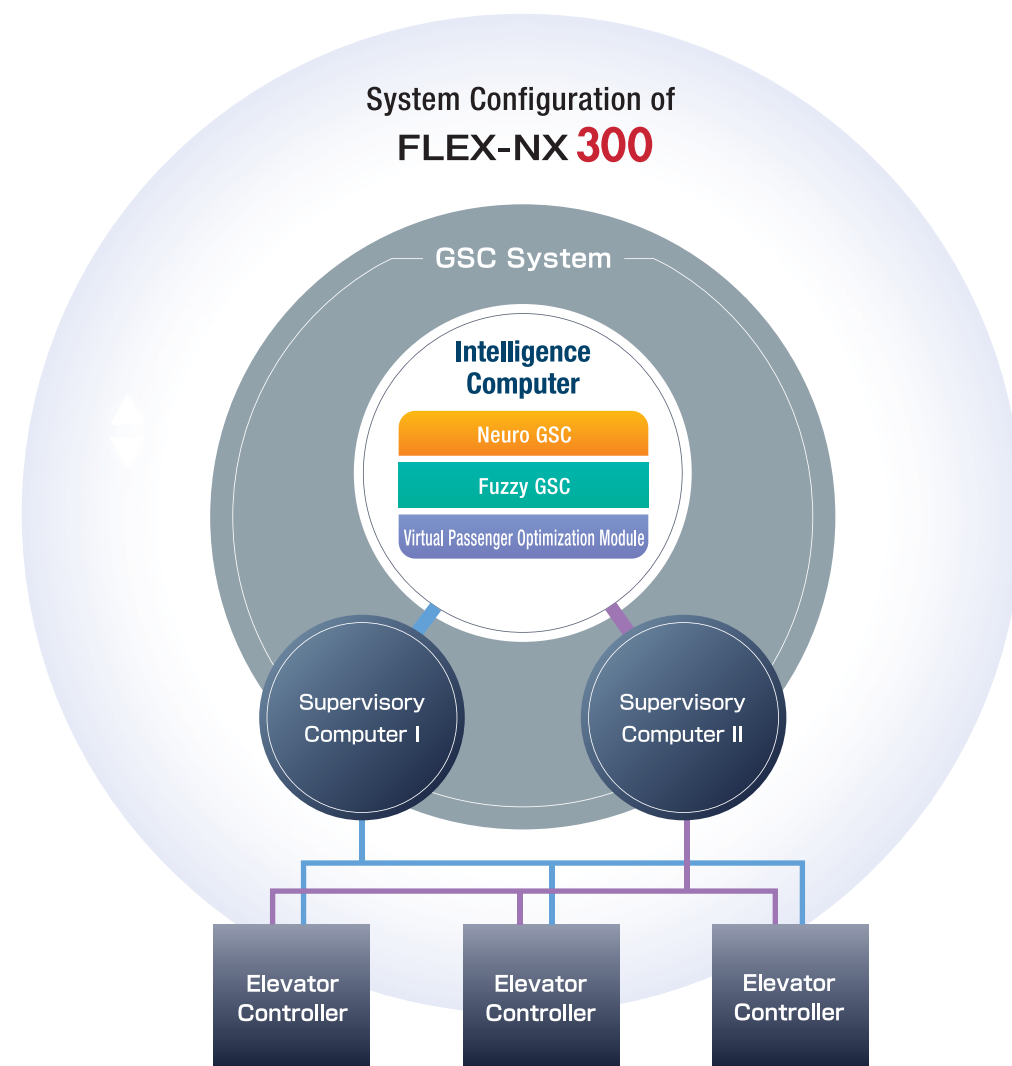 System Configuration of
FLEX-NX 300
GSC System
Intelligence
Computer
Neuro GSC
Fuzzy GSC
Virtual Passenger Optimization Module
Supervisory
Computer I
Supervisory
Computer II
Elevator
Controller
Elevator
Controller
Elevator
Controller